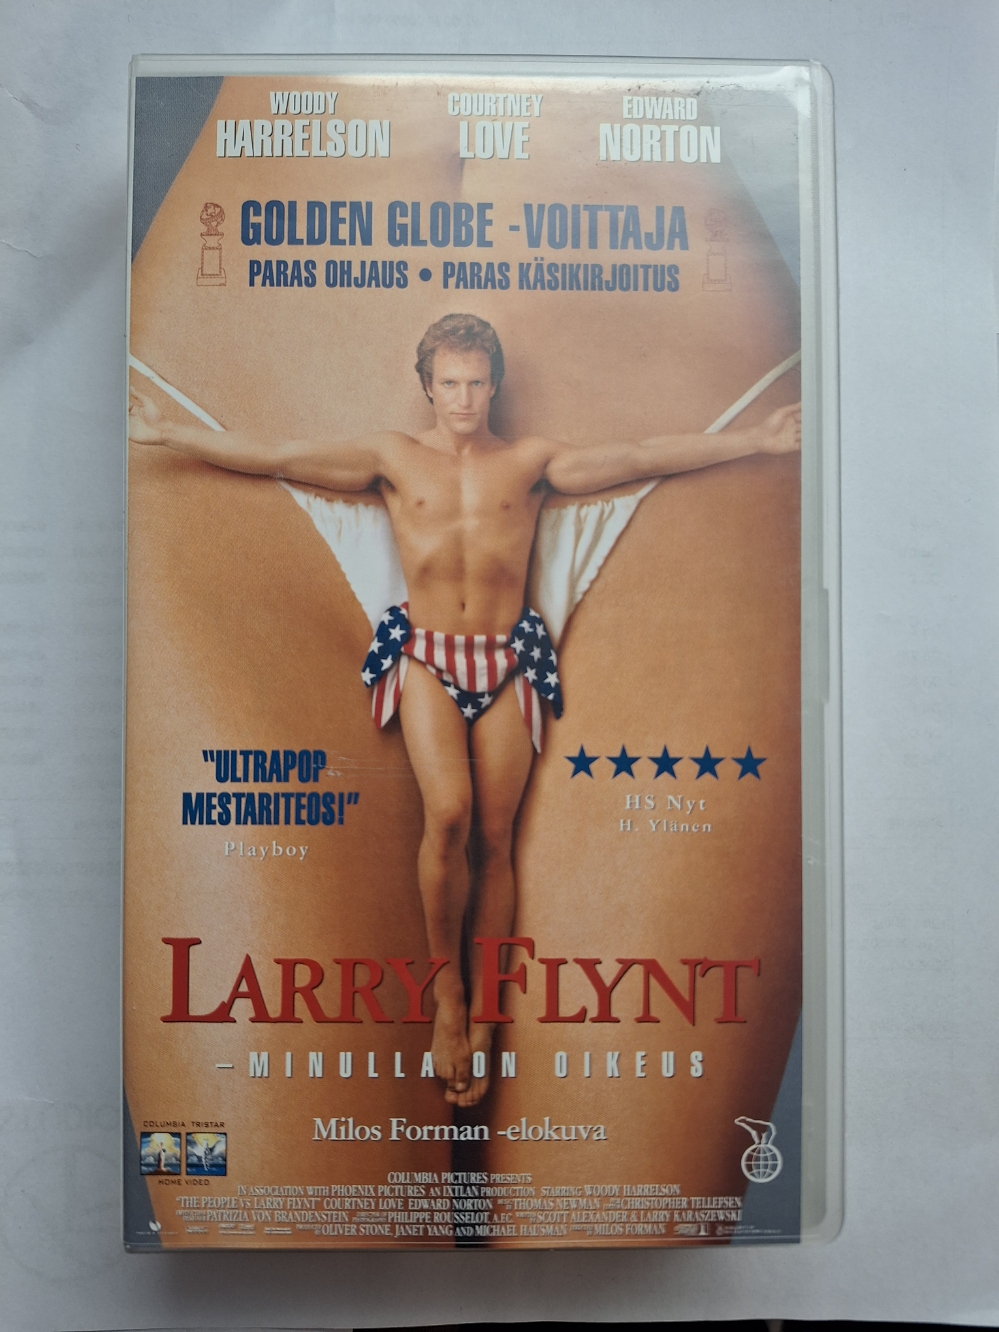 WOODY HARRELSON
COURTNEY LOVE
EDWARD NORTON
GOLDEN GLOBE -VOITTAJA
PARAS OHJAUS • PARAS KÄSIKIRJOITUS
"ULTRAPOP
MESTARITEOS!"
Playboy
★★★★★
HS Nyt
H. Ylänen
LARRY FLYNT
–MINULLA ON OIKEUS
Milos Forman -elokuva
COLUMBIA TRISTAR
HOME VIDEO
COLUMBIA PICTURES PRESENTS
IN ASSOCIATION WITH PHOENIX PICTURES AN IXTLAN PRODUCTION STARRING WOODY HARRELSON
"THE PEOPLE VS. LARRY FLYNT" COURTNEY LOVE EDWARD NORTON THOMAS NEWMAN CHRISTOPHER TELLEFSEN
PATRIZIA VON BRANDENSTEIN PHILIPPE ROUSSELOT, A.F.C. SCOTT ALEXANDER & LARRY KARASZEWSKI
OLIVER STONE, JANET YANG AND MICHAEL HAUSMAN MILOS FORMAN